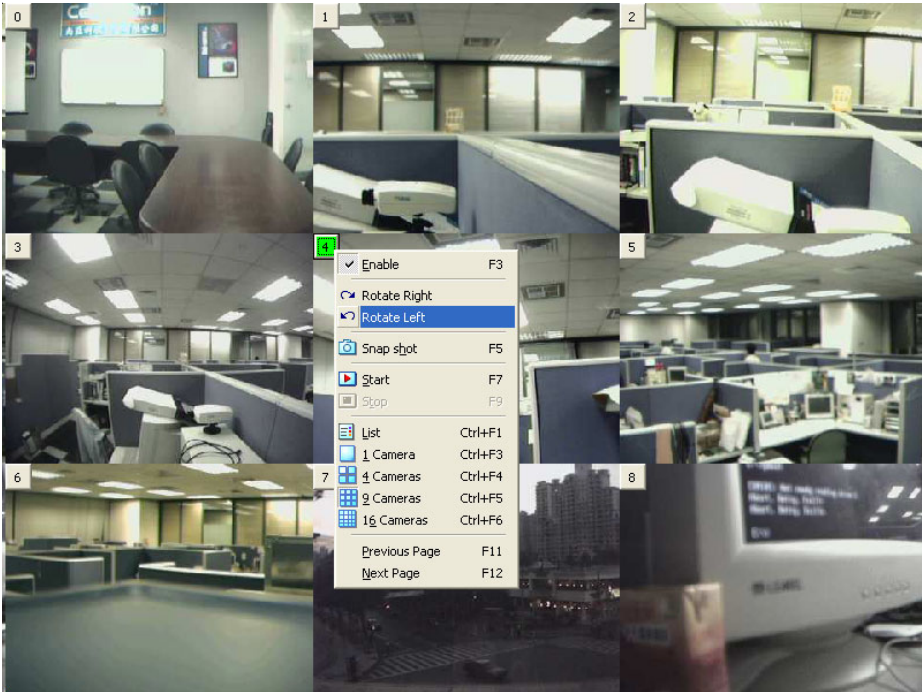 0
1
2
3
4
5
Enable F3
Rotate Right
Rotate Left
Snap shot F5
Start F7
Stop F9
List Ctrl+F1
1 Camera Ctrl+F3
4 Cameras Ctrl+F4
9 Cameras Ctrl+F5
16 Cameras Ctrl+F6
Previous Page F11
Next Page F12
6
7
8